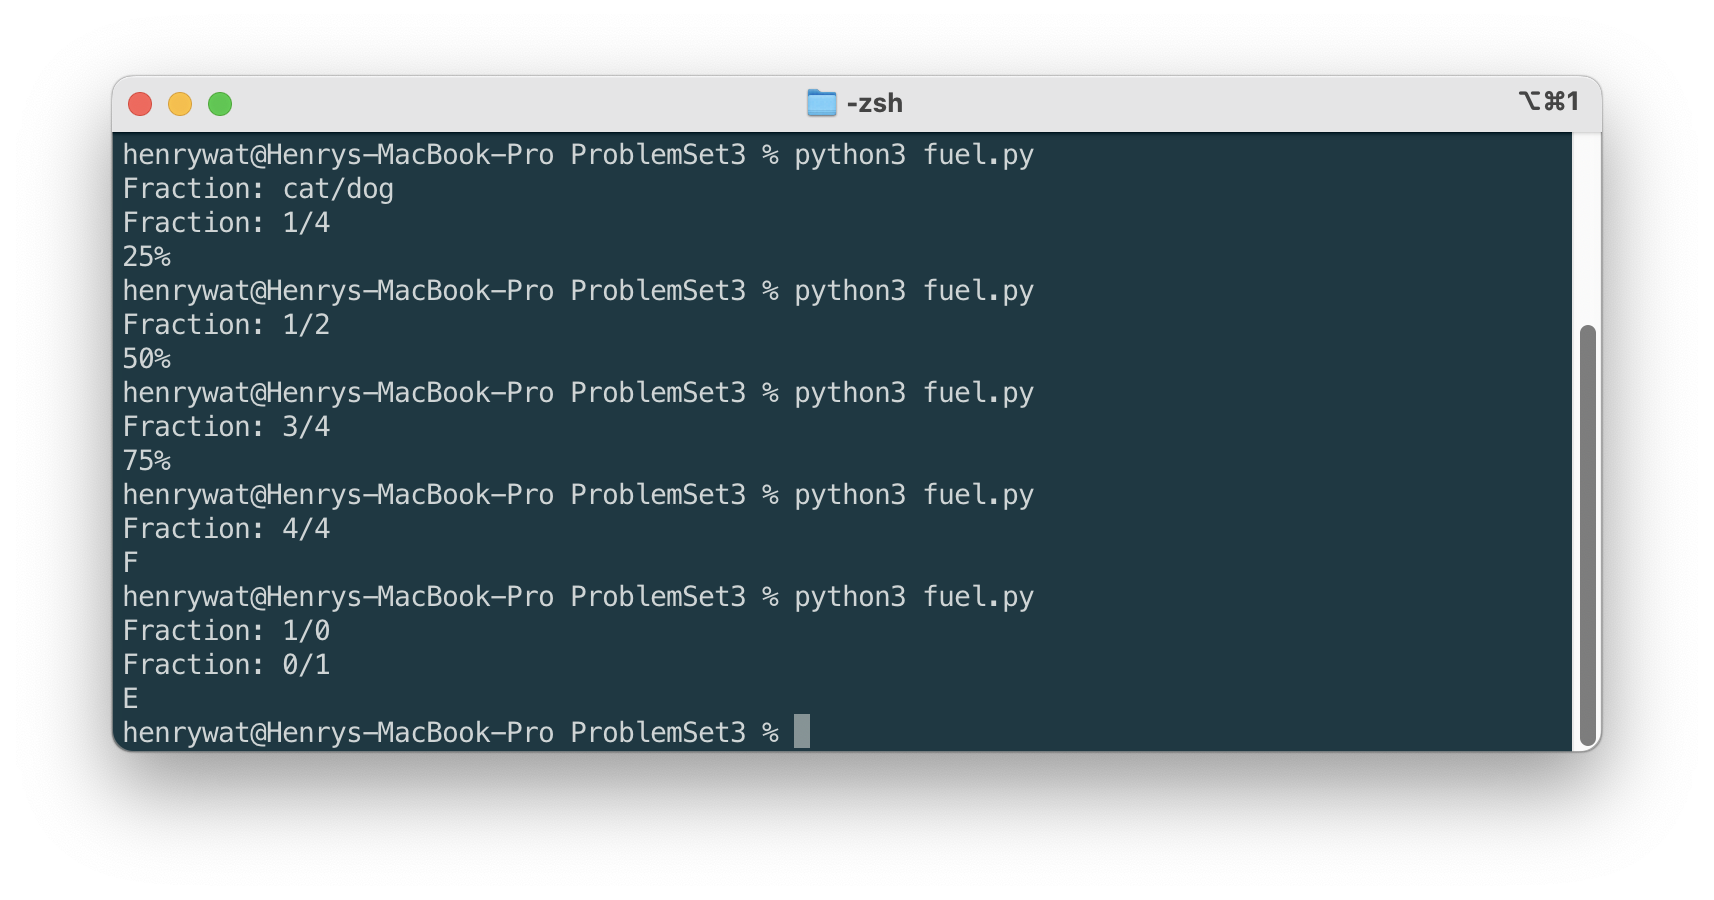 -zsh
⌥⌘1
henrywat@Henrys-MacBook-Pro ProblemSet3 % python3 fuel.py
Fraction: cat/dog
Fraction: 1/4
25%
henrywat@Henrys-MacBook-Pro ProblemSet3 % python3 fuel.py
Fraction: 1/2
50%
henrywat@Henrys-MacBook-Pro ProblemSet3 % python3 fuel.py
Fraction: 3/4
75%
henrywat@Henrys-MacBook-Pro ProblemSet3 % python3 fuel.py
Fraction: 4/4
F
henrywat@Henrys-MacBook-Pro ProblemSet3 % python3 fuel.py
Fraction: 1/0
Fraction: 0/1
E
henrywat@Henrys-MacBook-Pro ProblemSet3 %